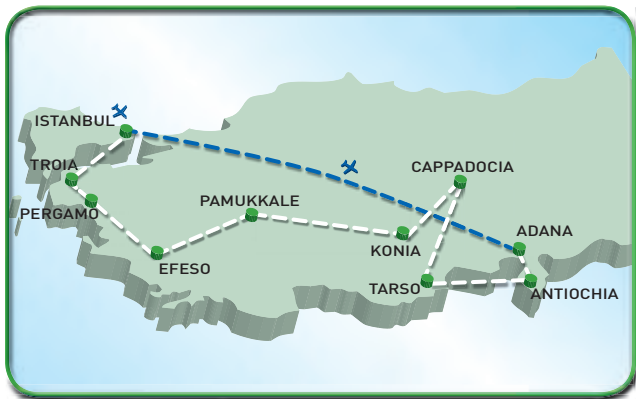 ISTANBUL
TROIA
CAPPADOCIA
PAMUKKALE
PERGAMO
ADANA
KONIA
EFESO
TARSO
ANTIOCHIA